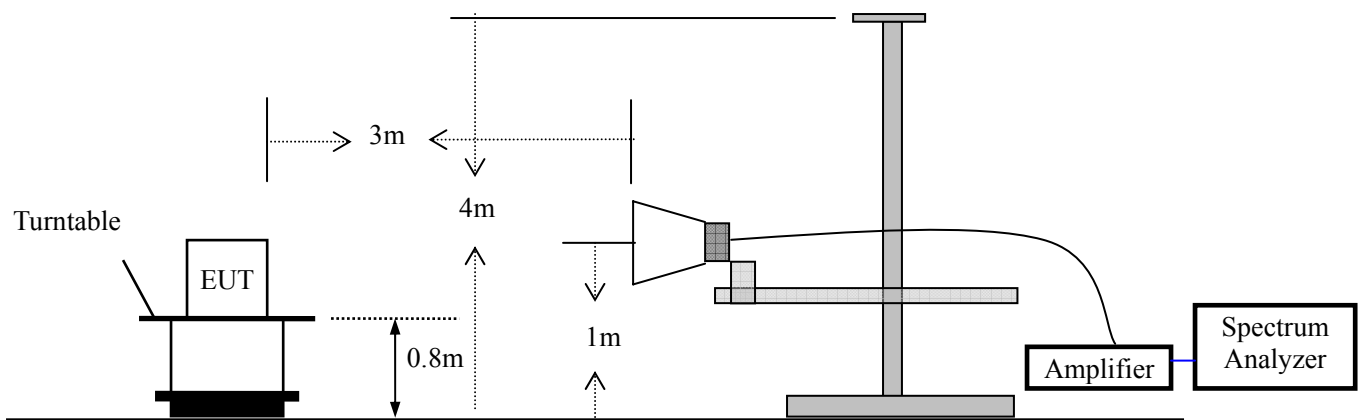 3m
4m
Turntable
EUT
0.8m
1m
Amplifier
Spectrum
Analyzer